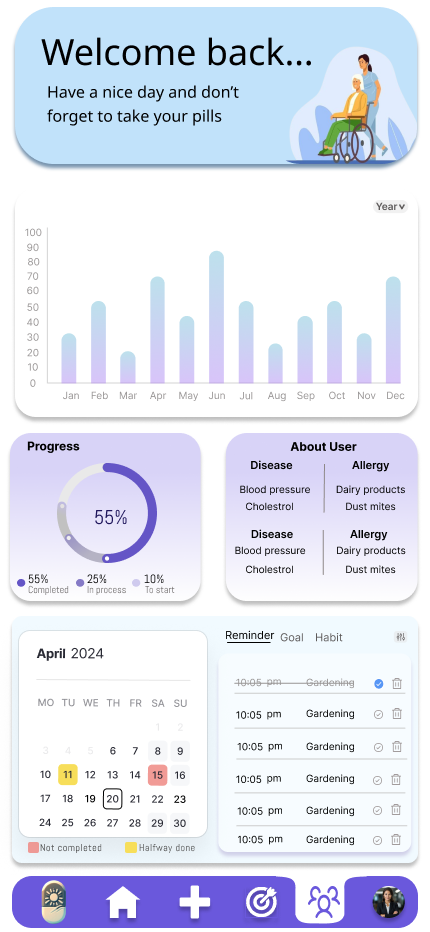 Welcome back...
Have a nice day and don't
forget to take your pills
Year
100
90
80
70
60
50
40
30
20
10
0
Jan Feb Mar Apr May Jun Jul Aug Sep Oct Nov Dec
Progress
55%
55% 25% 10%
Completed In process To start
About User
Disease Allergy
Blood pressure Dairy products
Cholestrol Dust mites
Disease Allergy
Blood pressure Dairy products
Cholestrol Dust mites
April 2024
MO TU WE TH FR SA SU
1 2
3 4 5 6 7 8 9
10 11 12 13 14 15 16
17 18 19 20 21 22 23
24 25 26 27 28 29 30
Not completed Halfway done
Reminder Goal Habit
10:05 pm Gardening
10:05 pm Gardening
10:05 pm Gardening
10:05 pm Gardening
10:05 pm Gardening
10:05 pm Gardening